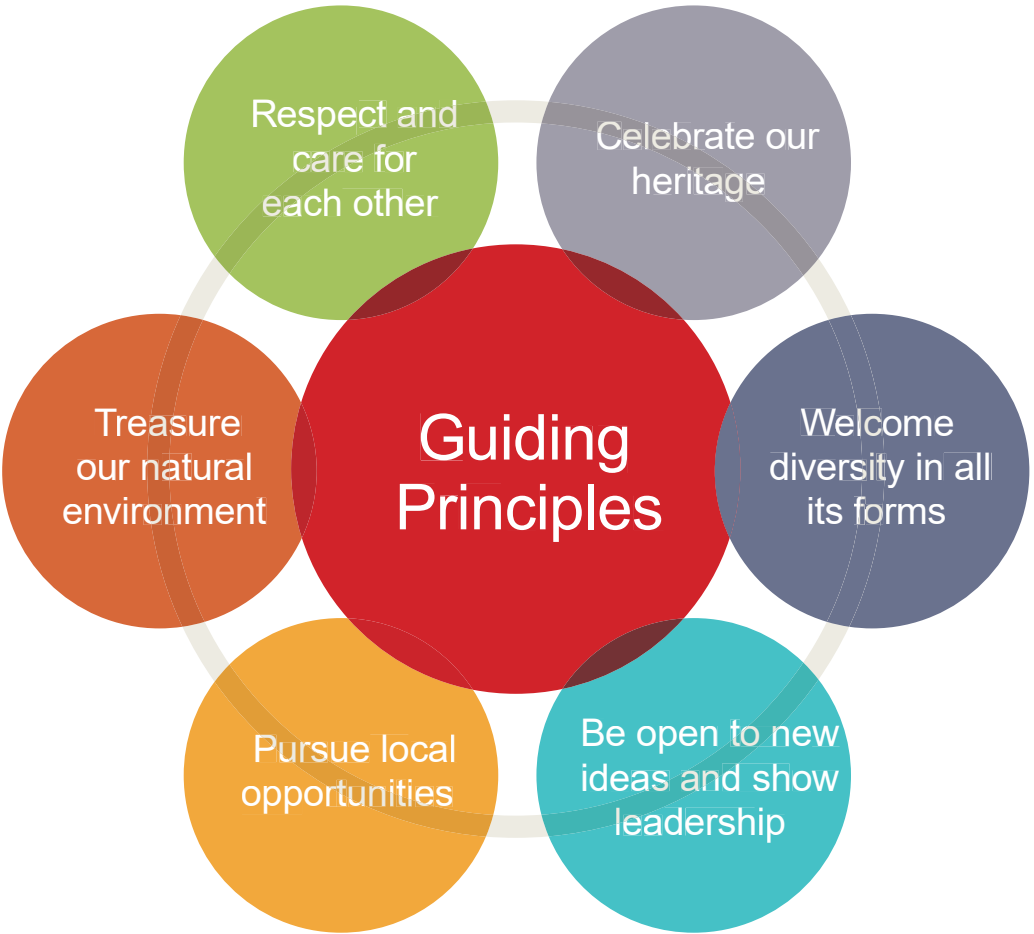 Respect and
care for
each other
Celebrate our
heritage
Treasure
our natural
environment
Guiding
Principles
Welcome
diversity in all
its forms
Pursue local
opportunities
Be open to new
ideas and show
leadership